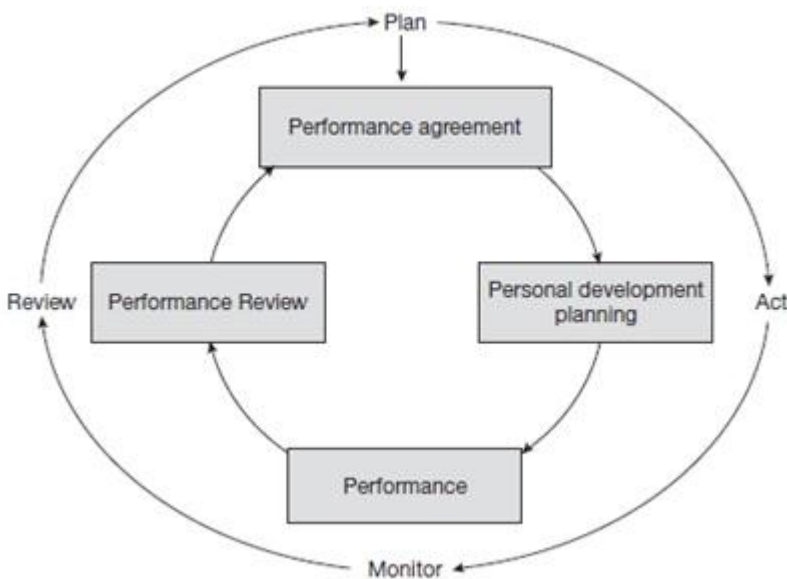 Plan
Performance agreement
Review
Performance Review
Personal development
planning
Act
Performance
Monitor